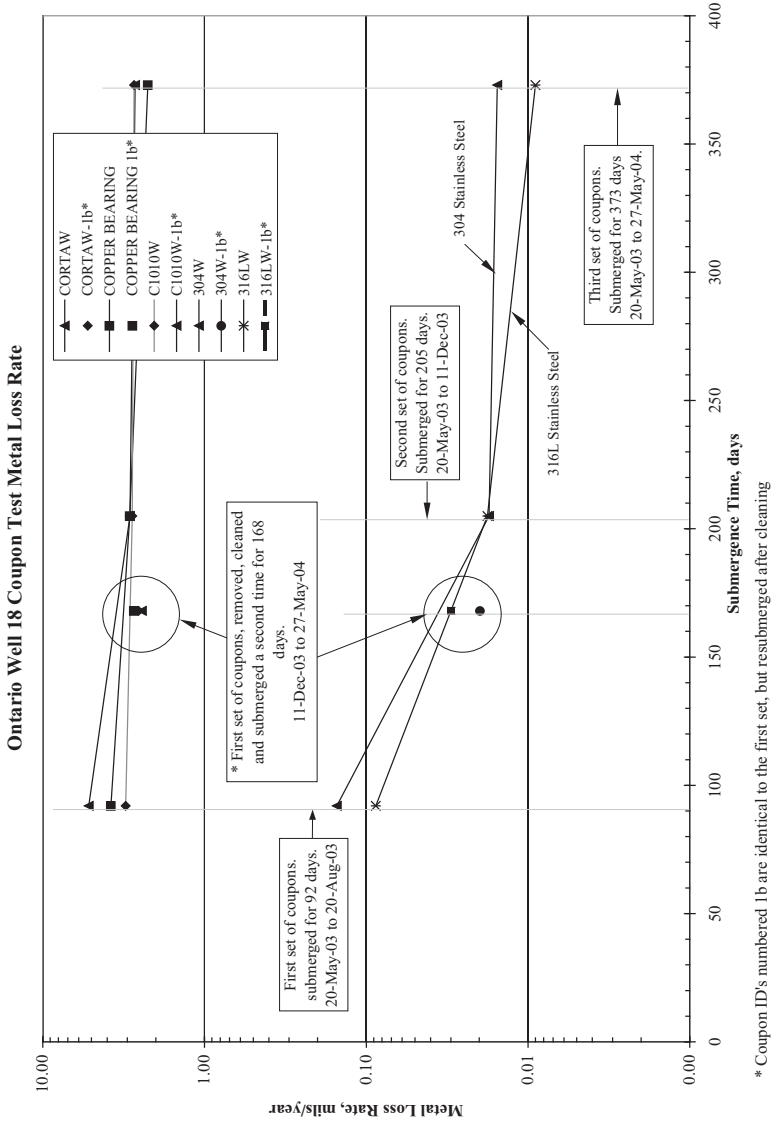 Ontario Well 18 Coupon Test Metal Loss Rate
10.00
1.00
0.10
0.01
0.00
Metal Loss Rate, mils/year
0
50
100
150
200
250
300
350
400
Submergence Time, days
CORTAW
CORTAW-1b*
COPPER BEARING
COPPER BEARING 1b*
C1010W
C1010W-1b*
304W
304W-1b*
316LW
316LW-1b*
First set of coupons.
submerged for 92 days.
20-May-03 to 20-Aug-03
* First set of coupons, removed, cleaned
and submerged a second time for 168
days.
11-Dec-03 to 27-May-04
Second set of coupons.
Submerged for 205 days.
20-May-03 to 11-Dec-03
304 Stainless Steel
316L Stainless Steel
Third set of coupons.
Submerged for 373 days
20-May-03 to 27-May-04.
* Coupon ID's numbered 1b are identical to the first set, but resubmerged after cleaning